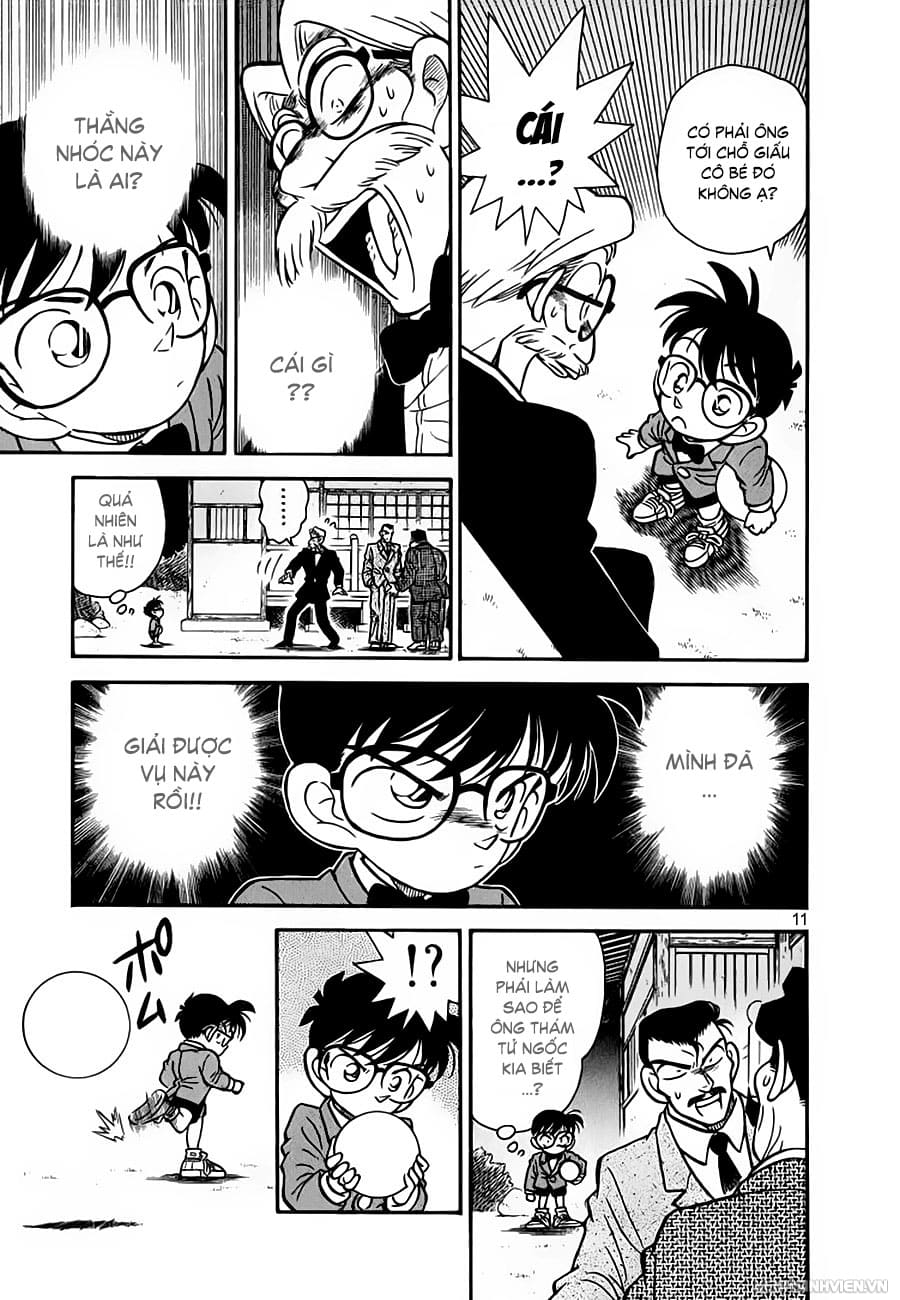 CÓ PHẢI ÔNG
TỚI CHỖ GIẤU
CÔ BÉ ĐÓ
KHÔNG Ạ?
CÁI
...?
CÁI GÌ
??
THẰNG
NHÓC NÀY
LÀ AI?
......
QUẢ
NHIÊN
LÀ NHƯ
THẾ!!
MÌNH ĐÃ
...
GIẢI ĐƯỢC
VỤ NÀY
RỒI!!
11
NHƯNG
PHẢI LÀM
SAO ĐỂ
ÔNG THÁM
TỬ NGỐC
KIA BIẾT
...?
!?
ポム